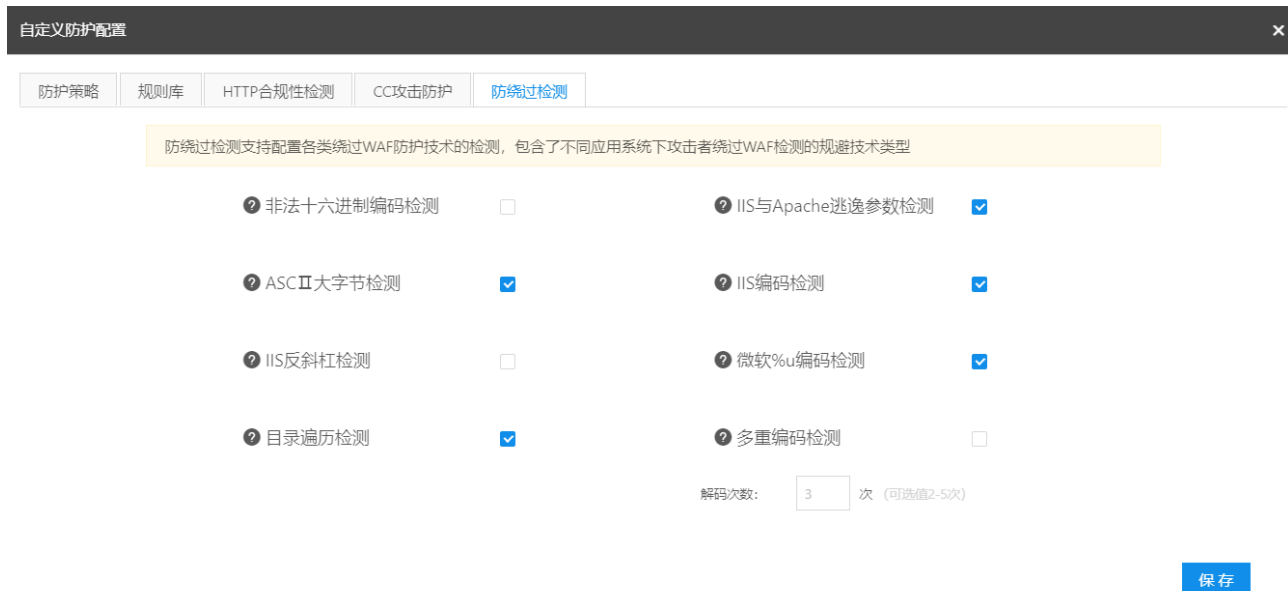 自定义防护配置
防护策略 规则库 HTTP合规性检测 CC攻击防护 防绕过检测
防绕过检测支持配置各类绕过WAF防护技术的检测，包含了不同应用系统下攻击者绕过WAF检测的规避技术类型
非法十六进制编码检测 IIS与Apache逃逸参数检测
ASCⅡ大字节检测 IIS编码检测
IIS反斜杠检测 微软%u编码检测
目录遍历检测 多重编码检测
解码次数： 3 次 (可选值2-5次)
保存